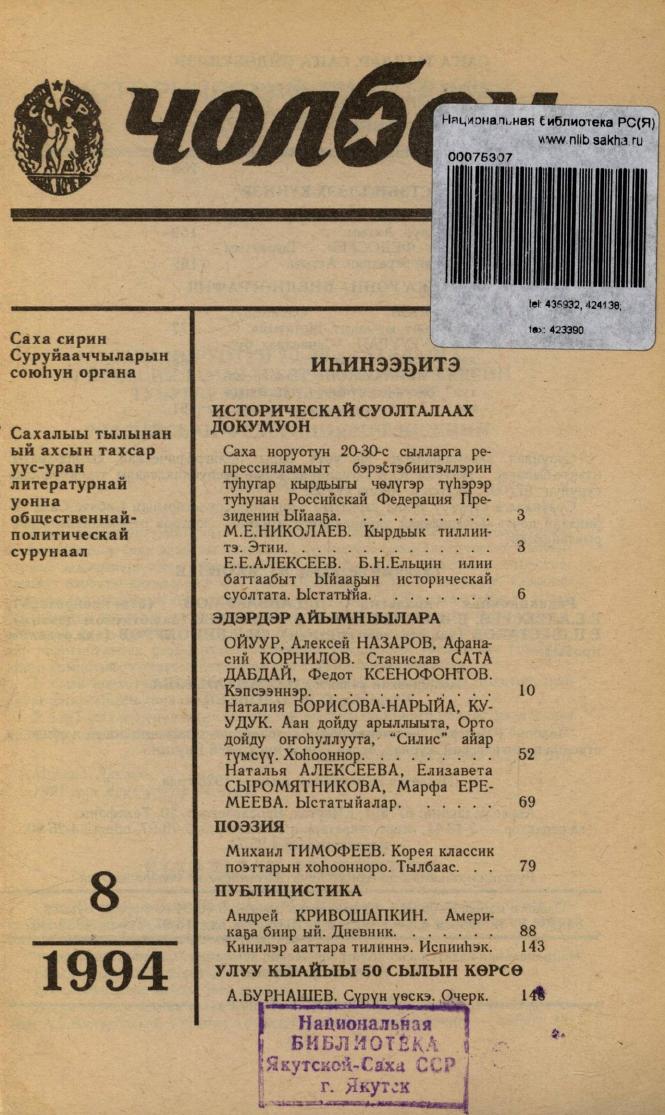 СССР
Национальная библиотека РС(Я)
www.nlib.sakha.ru
00075307
tel: 435932, 424138;
fax: 423390
Саха сирин
Суруйааччыларын
союһун органа
Сахалыы тылынан
ый ахсын тахсар
уус-уран
литературнай
уонна
общественнай-
политическай
сурунаал
8
1994
ИҺИНЭЭҔИТЭ
ИСТОРИЧЕСКАЙ СУОЛТАЛААХ
ДОКУМУОН
Саха норуотун 20-30-с сылларга ре-
прессияламмыт бэрэстэбиитэллэрин
туһугар кырдьыгы чөлүгэр түһэрэр
туһунан Российскай Федерация Пре-
зиденин Ыйааҕа. . . . . . . . . . 3
М.Е.НИКОЛАЕВ. Кырдьык тиллии-
тэ. Этии. . . . . . . . . . . . . 3
Е.Е.АЛЕКСЕЕВ. Б.Н.Ельцин илии
баттаабыт Ыйааҕын историческай
суолтата. Ыстатыйа. . . . . . . . 6
ЭДЭРДЭР АЙЫМНЬЫЛАРА
ОЙУУР, Алексей НАЗАРОВ, Афана-
сий КОРНИЛОВ. Станислав САТА
ДАБДАЙ, Федот КСЕНОФОНТОВ.
Кэпсээннэр. . . . . . . . . . . . 10
Наталия БОРИСОВА-НАРЫЙА, КУ-
УДУК. Аан дойду арыллыыта, Орто
дойду оҥоһуллуута, "Силис" айар
түмсүү. Хоһооннор. . . . . . . . . 52
Наталья АЛЕКСЕЕВА, Елизавета
СЫРОМЯТНИКОВА, Марфа ЕРЕ-
МЕЕВА. Ыстатыйалар. . . . . . 69
ПОЭЗИЯ
Михаил ТИМОФЕЕВ. Корея классик
поэттарын хоһоонноро. Тылбаас. . . 79
ПУБЛИЦИСТИКА
Андрей КРИВОШАПКИН. Амери-
каҕа биир ый. Дневник. . . . . . . 88
Кинилэр ааттара тилиннэ. Испииһэк. 143
УЛУУ КЫАЙЫЫ 50 СЫЛЫН КӨРСӨ
А.БУРНАШЕВ. Сүрүн үөскэ. Очерк.
Национальная
БИБЛИОТЕКА
Якутской-Саха ССР
г. Якутск